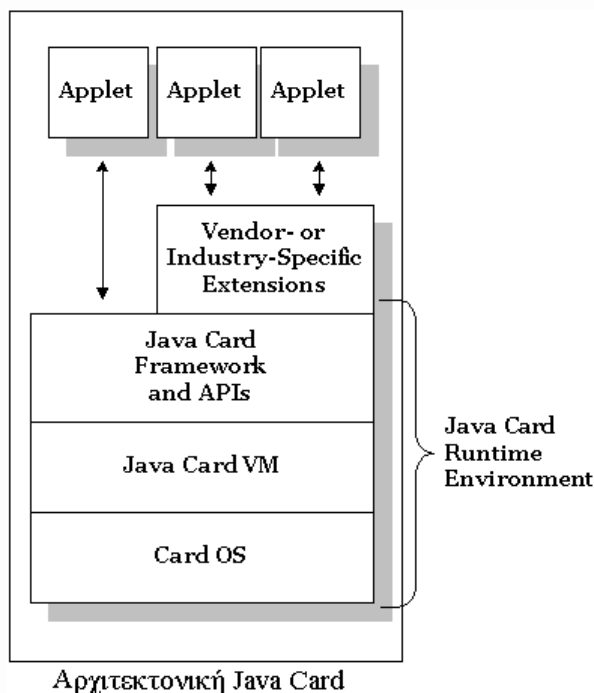 Applet
Applet
Applet
Vendor- or
Industry-Specific
Extensions
Java Card
Framework
and APIs
Java Card VM
Card OS
Java Card
Runtime
Environment
Αρχιτεκτονική Java Card